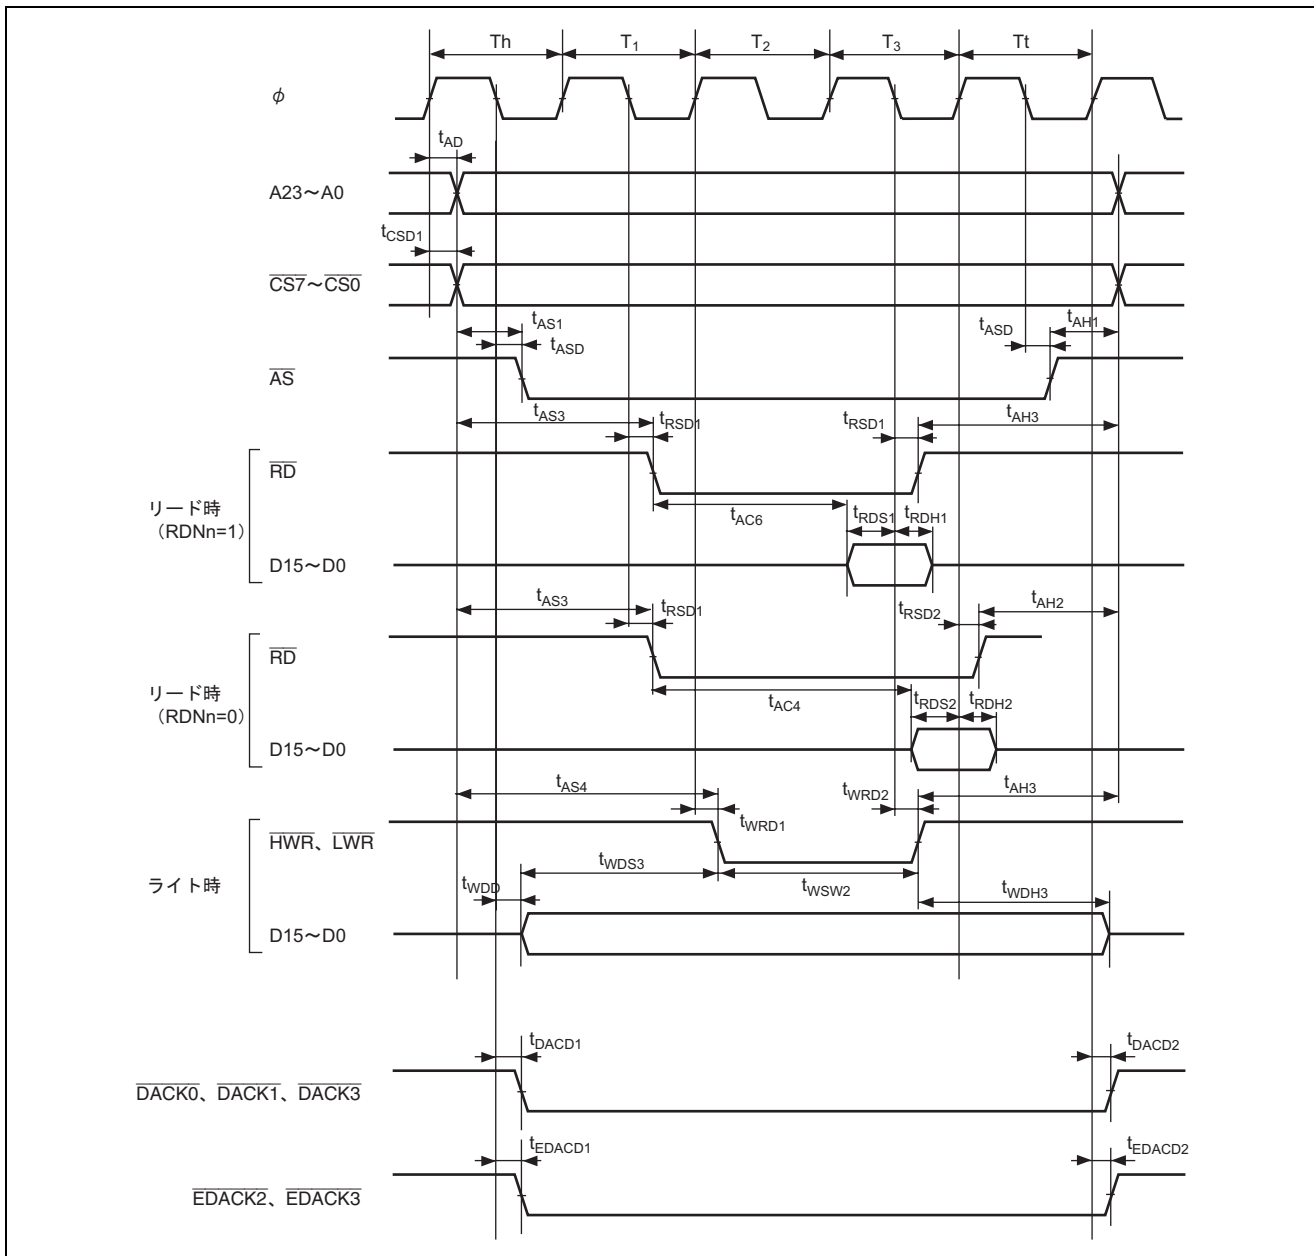 Th T1 T2 T3 Tt
φ
tAD
A23～A0
tCSD1
CS7～CS0
tAS1 tASD tAH1
tASD
AS
tAS3 tRSD1 tRSD1 tAH3
RD
リード時
（RDNn=1）
tAC6 tRDS1 tRDH1
D15～D0
tAS3 tRSD1 tRSD2 tAH2
RD
リード時
（RDNn=0）
tAC4 tRDS2 tRDH2
D15～D0
tAS4 tWRD2 tAH3
tWRD1
HWR、LWR
ライト時
tWDD tWDS3 tWSW2 tWDH3
D15～D0
tDACD1 tDACD2
DACK0、DACK1、DACK3
tEDACD1 tEDACD2
EDACK2、EDACK3